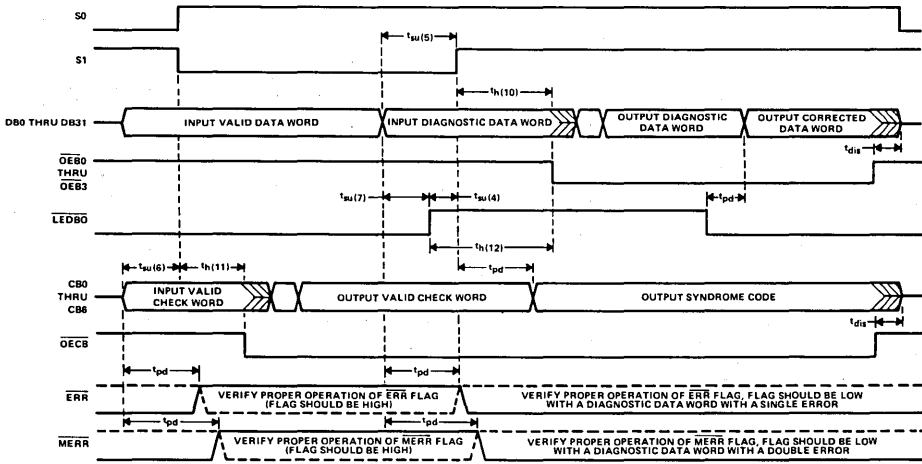 S0
S1
tsu(5)
th(10)
DB0 THRU DB31
INPUT VALID DATA WORD
INPUT DIAGNOSTIC DATA WORD
OUTPUT DIAGNOSTIC
DATA WORD
OUTPUT CORRECTED
DATA WORD
tdis
OEB0
THRU
OEB3
tsu(7)
tsu(4)
tpd
LEDBO
th(12)
tsu(6)
th(11)
tpd
CB0
THRU
CB6
INPUT VALID
CHECK WORD
OUTPUT VALID CHECK WORD
OUTPUT SYNDROME CODE
tdis
OECB
tpd
tpd
ERR
VERIFY PROPER OPERATION OF ERR FLAG
(FLAG SHOULD BE HIGH)
VERIFY PROPER OPERATION OF ERR FLAG, FLAG SHOULD BE LOW
WITH A DIAGNOSTIC DATA WORD WITH A SINGLE ERROR
tpd
tpd
MERR
VERIFY PROPER OPERATION OF MERR FLAG
(FLAG SHOULD BE HIGH)
VERIFY PROPER OPERATION OF MERR FLAG, FLAG SHOULD BE LOW
WITH A DIAGNOSTIC DATA WORD WITH A DOUBLE ERROR